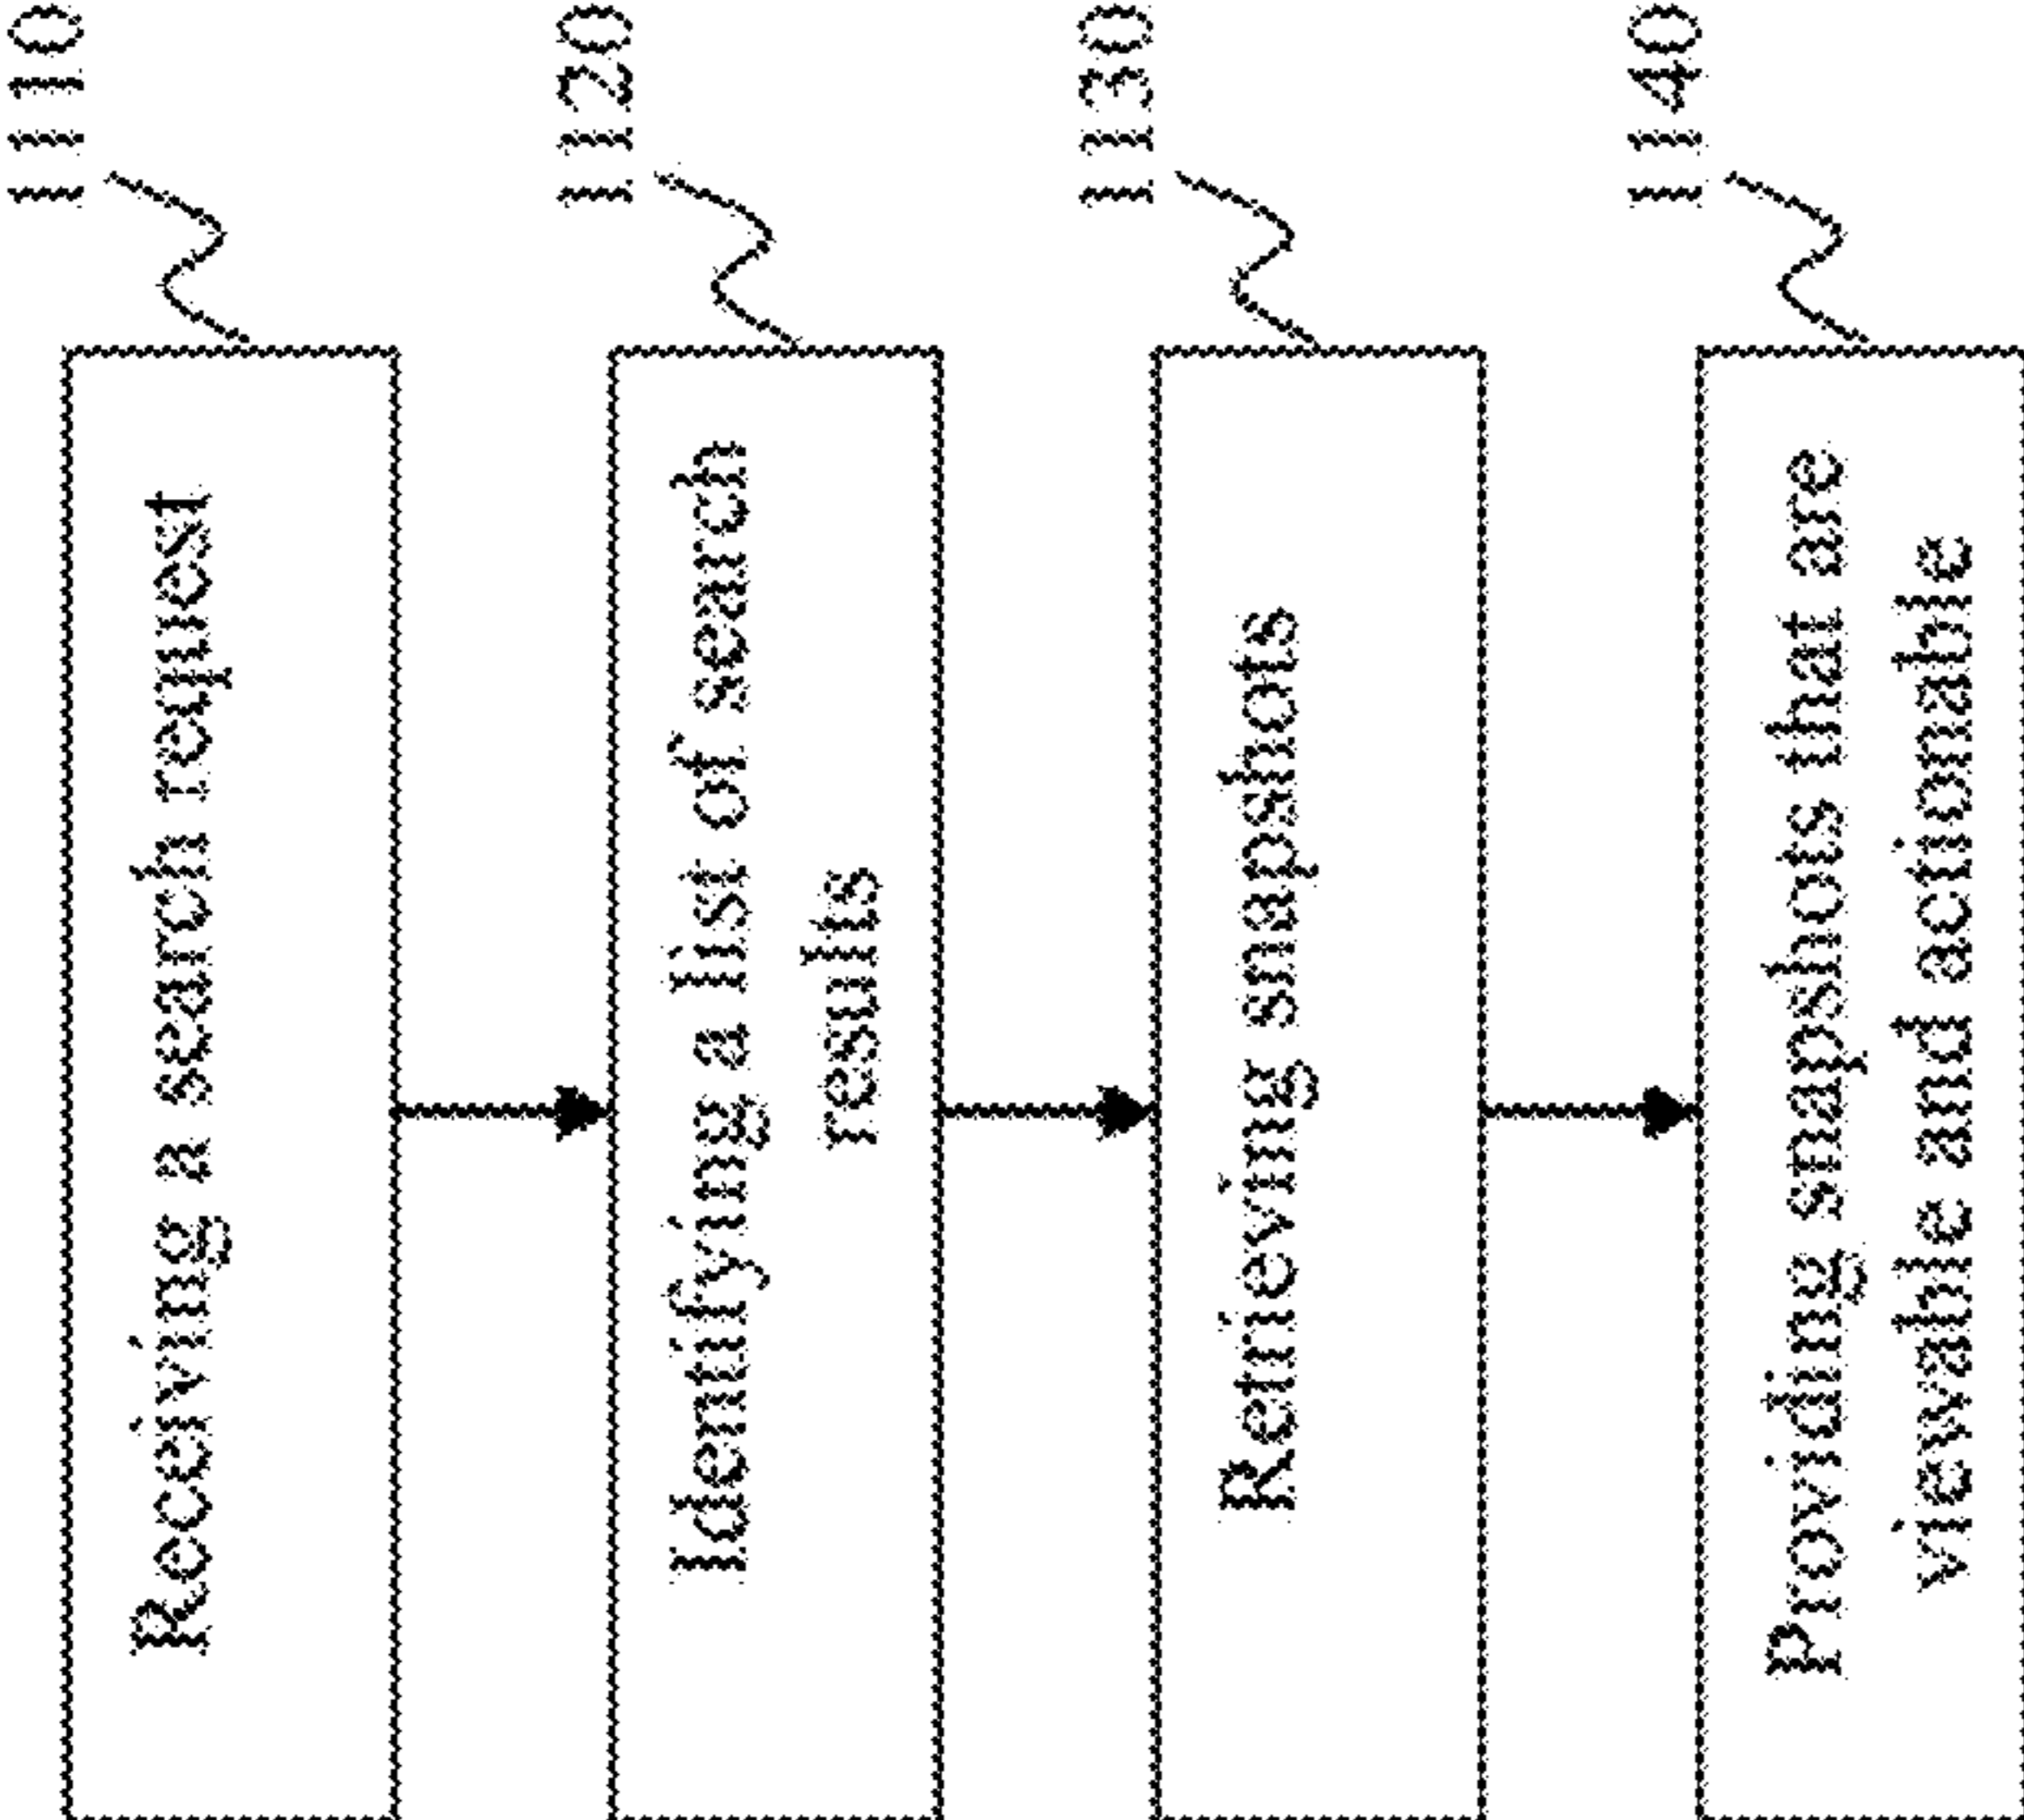 Receiving a search request
1110
Identifying a list of search
results
1120
Retrieving snapshots
1130
Providing snapshots that are
viewable and actionable
1140